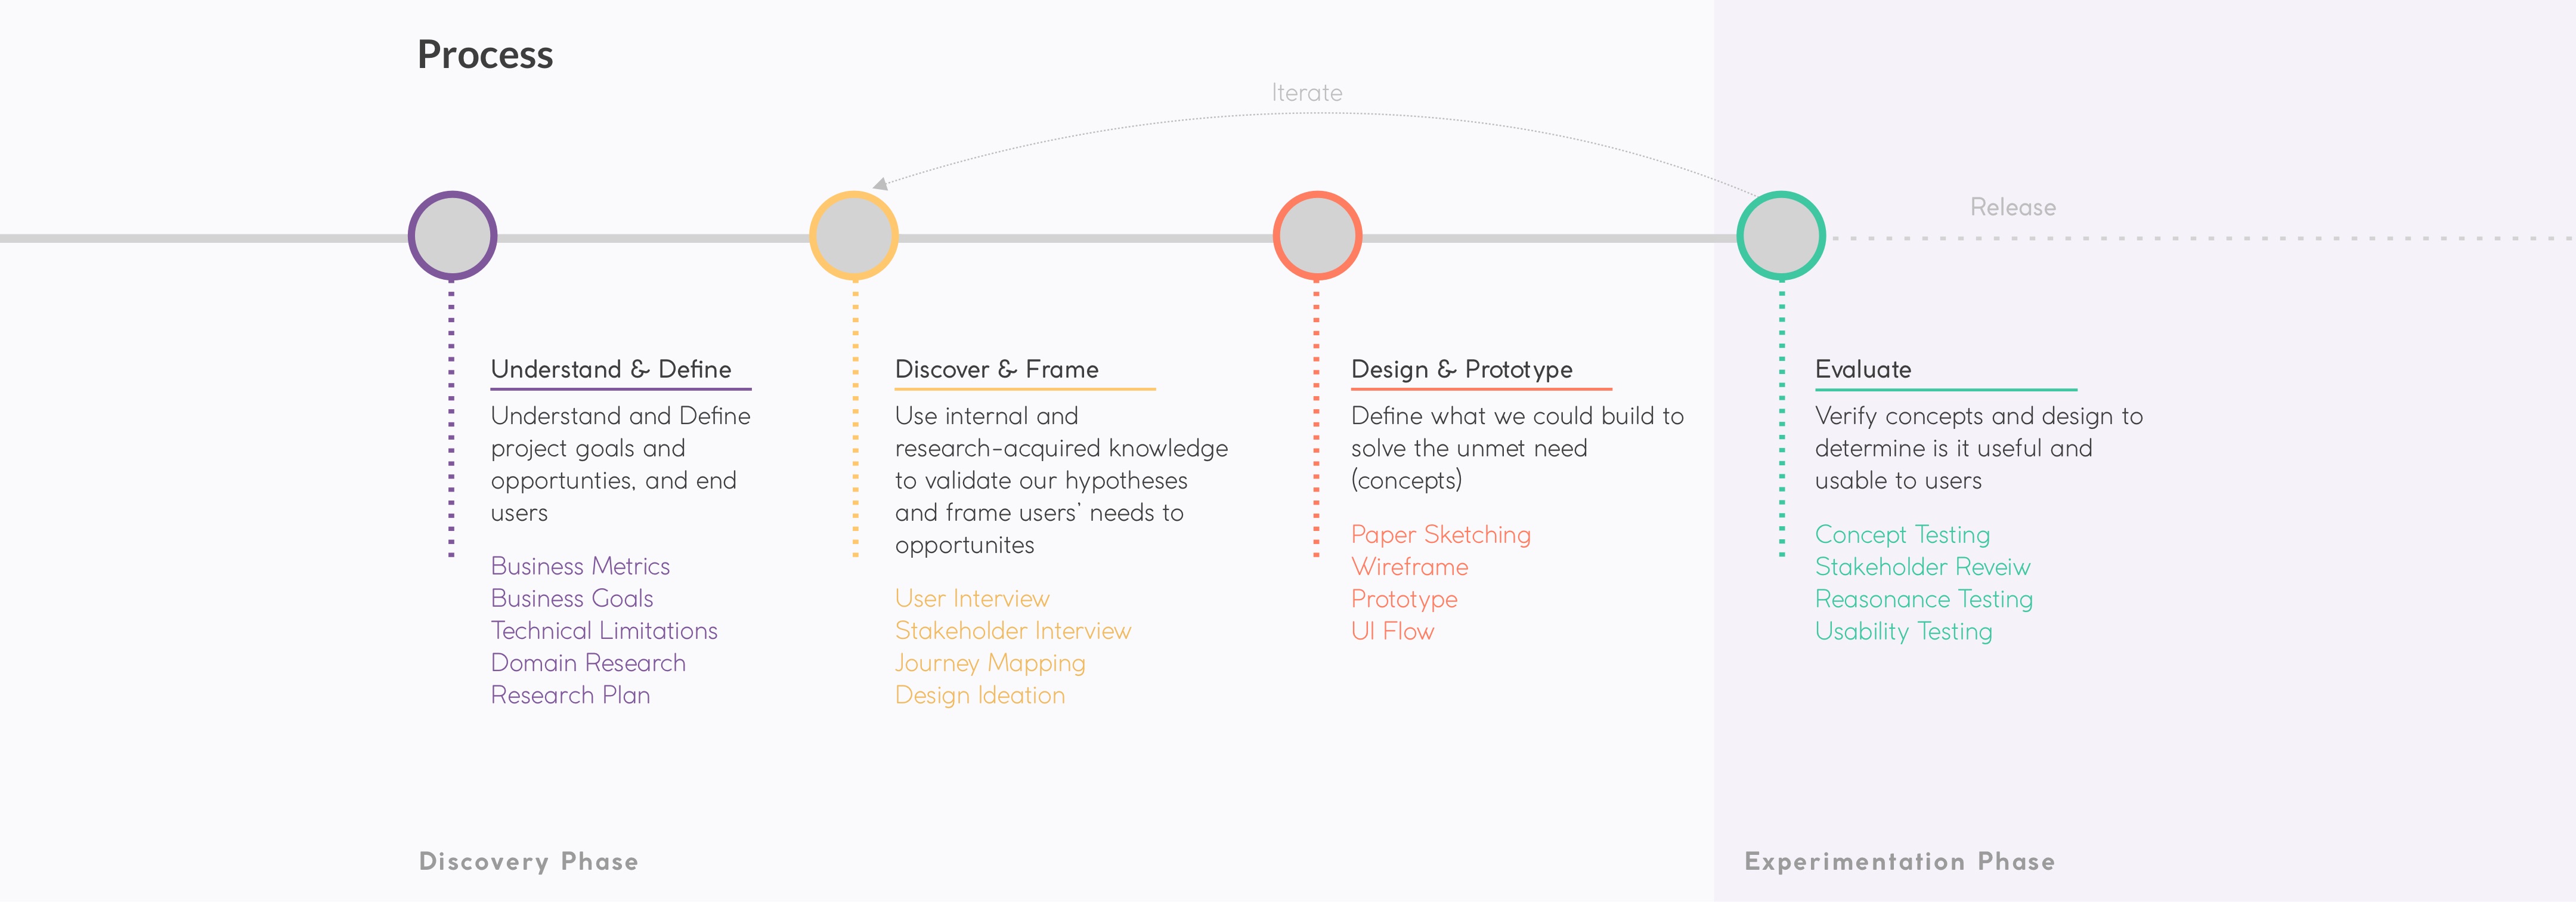 Process
Iterate
Release
Understand & Define
Understand and Define
project goals and
opportunties, and end
users
Business Metrics
Business Goals
Technical Limitations
Domain Research
Research Plan
Discover & Frame
Use internal and
research-acquired knowledge
to validate our hypotheses
and frame users' needs to
opportunites
User Interview
Stakeholder Interview
Journey Mapping
Design Ideation
Design & Prototype
Define what we could build to
solve the unmet need
(concepts)
Paper Sketching
Wireframe
Prototype
UI Flow
Evaluate
Verify concepts and design to
determine is it useful and
usable to users
Concept Testing
Stakeholder Reveiw
Reasonance Testing
Usability Testing
Discovery Phase
Experimentation Phase